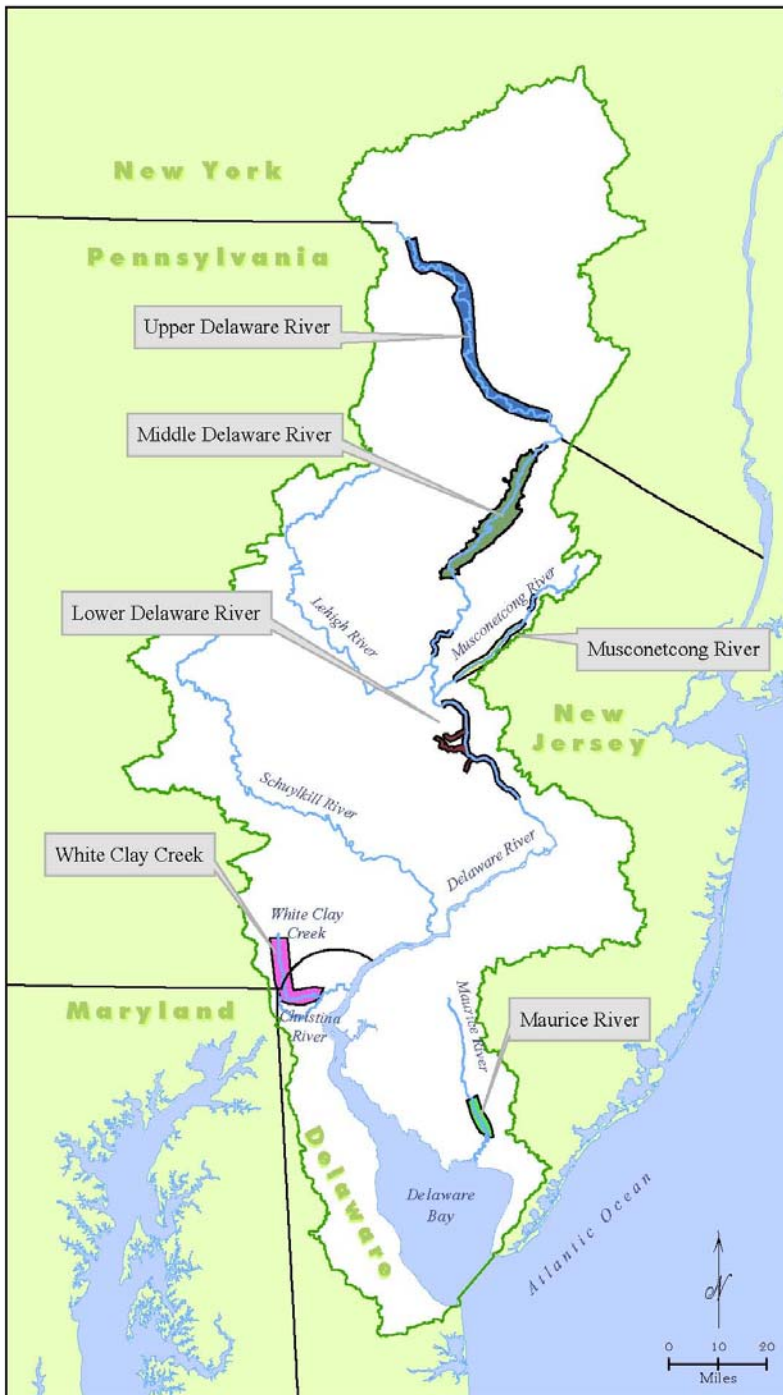 New York
Pennsylvania
Upper Delaware River
Middle Delaware River
Lower Delaware River
Lehigh River
Musconetcong River
Musconetcong River
New
Jersey
Schuylkill River
White Clay Creek
Delaware River
White Clay
Creek
Maryland
Christina
River
Maurice River
Maurice River
Delaware
Delaware
Bay
Atlantic Ocean
N
0 10 20
Miles